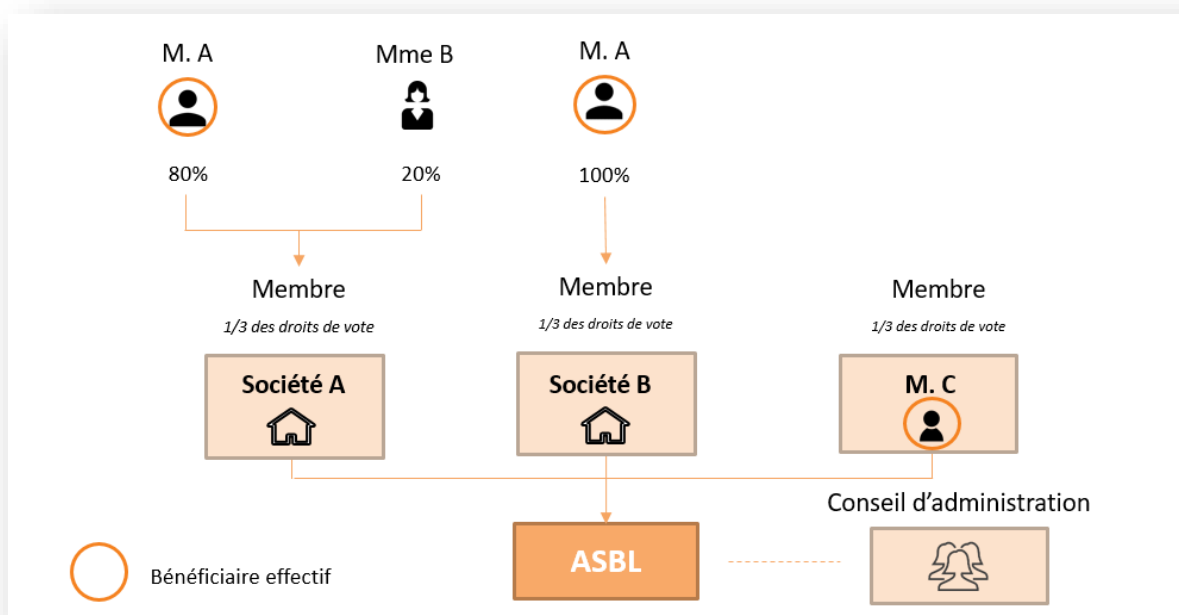 M. A
Mme B
M. A
80%
20%
100%
Membre
Membre
Membre
1/3 des droits de vote
1/3 des droits de vote
1/3 des droits de vote
Société A
Société B
M. C
Conseil d’administration
ASBL
Bénéficiaire effectif